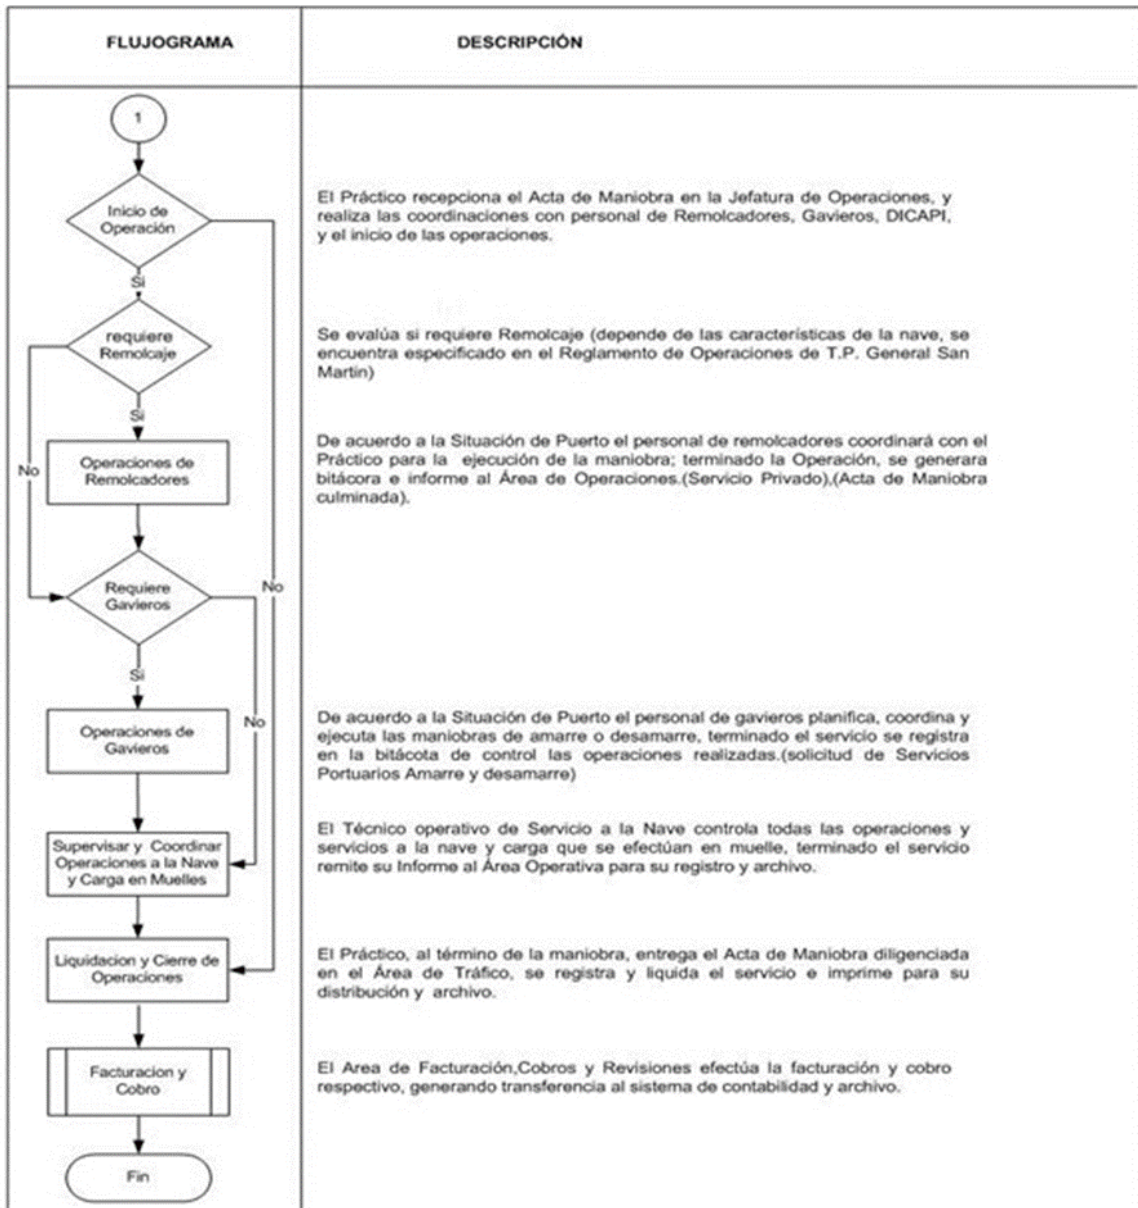 FLUJOGRAMA
DESCRIPCIÓN
1
Inicio de
Operación
El Práctico recepciona el Acta de Maniobra en la Jefatura de Operaciones, y
realiza las coordinaciones con personal de Remolcadores, Gavieros, DICAPI,
y el inicio de las operaciones.
Si
requiere
Remolcaje
Se evalúa si requiere Remolcaje (depende de las características de la nave, se
encuentra especificado en el Reglamento de Operaciones de T.P. General San
Martín)
Si
No
Operaciones de
Remolcadores
De acuerdo a la Situación de Puerto el personal de remolcadores coordinará con el
Práctico para la ejecución de la maniobra; terminado la Operación, se generara
bitácora e informe al Área de Operaciones.(Servicio Privado),(Acta de Maniobra
culminada).
Requiere
Gavieros
No
Si
No
Operaciones de
Gavieros
De acuerdo a la Situación de Puerto el personal de gavieros planifica, coordina y
ejecuta las maniobras de amarre o desamarre, terminado el servicio se registra
en la bitácota de control las operaciones realizadas.(solicitud de Servicios
Portuarios Amarre y desamarre)
Supervisar y Coordinar
Operaciones a la Nave
y Carga en Muelles
El Técnico operativo de Servicio a la Nave controla todas las operaciones y
servicios a la nave y carga que se efectúan en muelle, terminado el servicio
remite su Informe al Área Operativa para su registro y archivo.
Liquidacion y Cierre de
Operaciones
El Práctico, al término de la maniobra, entrega el Acta de Maniobra diligenciada
en el Área de Tráfico, se registra y liquida el servicio e imprime para su
distribución y archivo.
Facturacion y
Cobro
El Area de Facturación,Cobros y Revisiones efectúa la facturación y cobro
respectivo, generando transferencia al sistema de contabilidad y archivo.
Fin